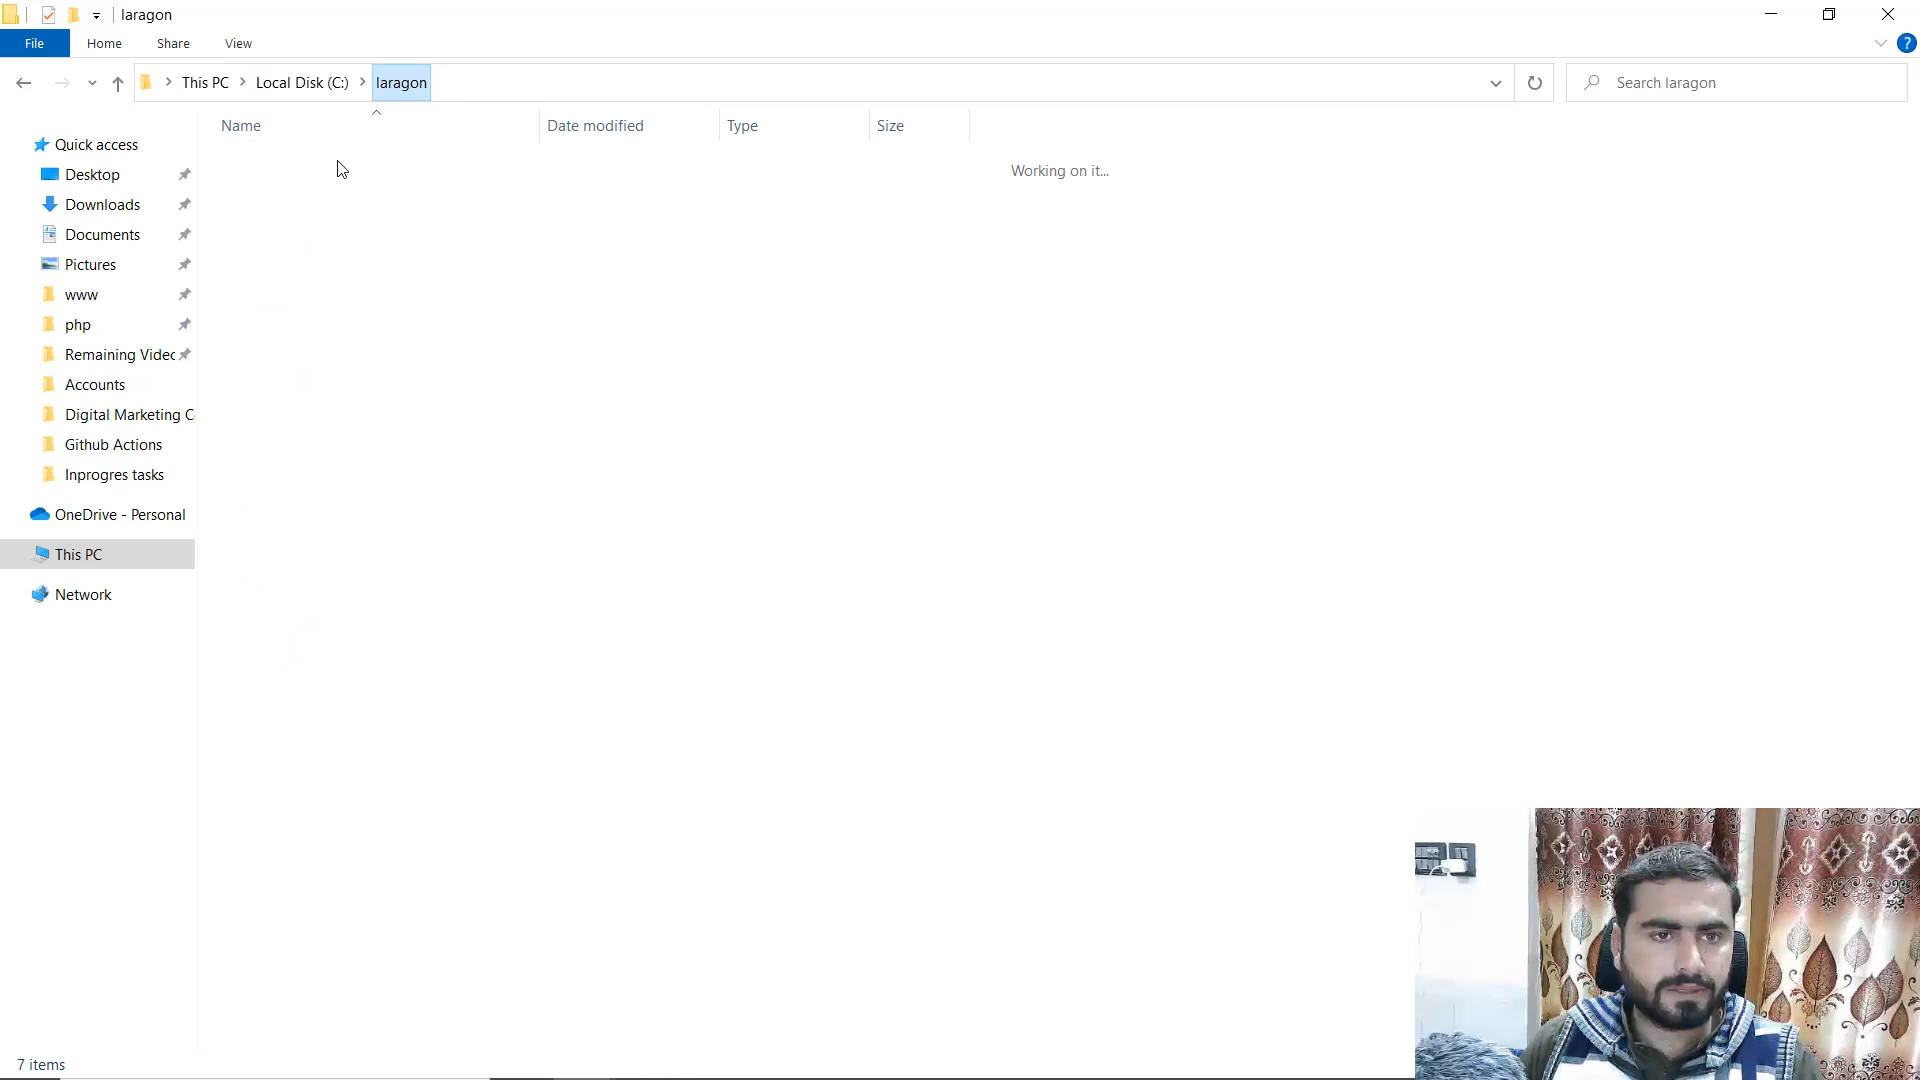 laragon
File Home Share View
This PC Local Disk (C:) laragon
Search laragon
Name Date modified Type Size
Working on it...
Quick access
Desktop
Downloads
Documents
Pictures
www
php
Remaining Videc
Accounts
Digital Marketing C
Github Actions
Inprogres tasks
OneDrive - Personal
This PC
Network
7 items